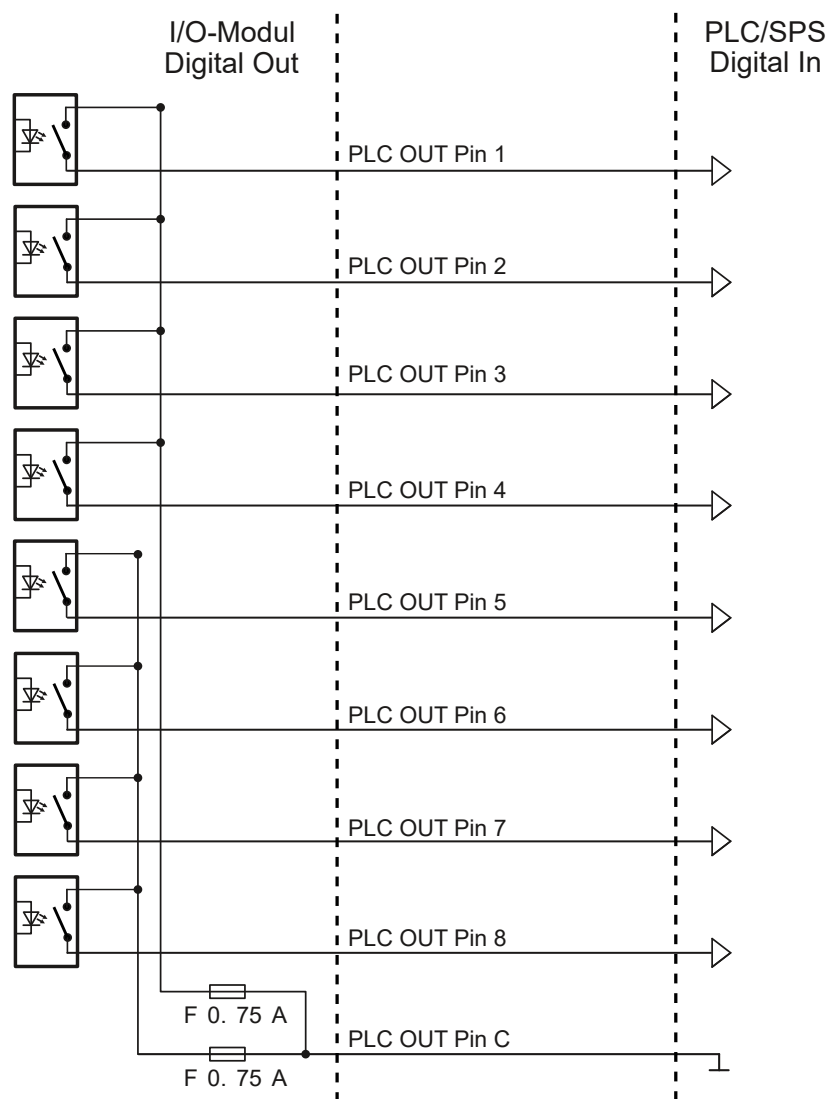 I/O-Modul
Digital Out
PLC/SPS
Digital In
PLC OUT Pin 1
PLC OUT Pin 2
PLC OUT Pin 3
PLC OUT Pin 4
PLC OUT Pin 5
PLC OUT Pin 6
PLC OUT Pin 7
PLC OUT Pin 8
F 0. 75 A
PLC OUT Pin C
F 0. 75 A